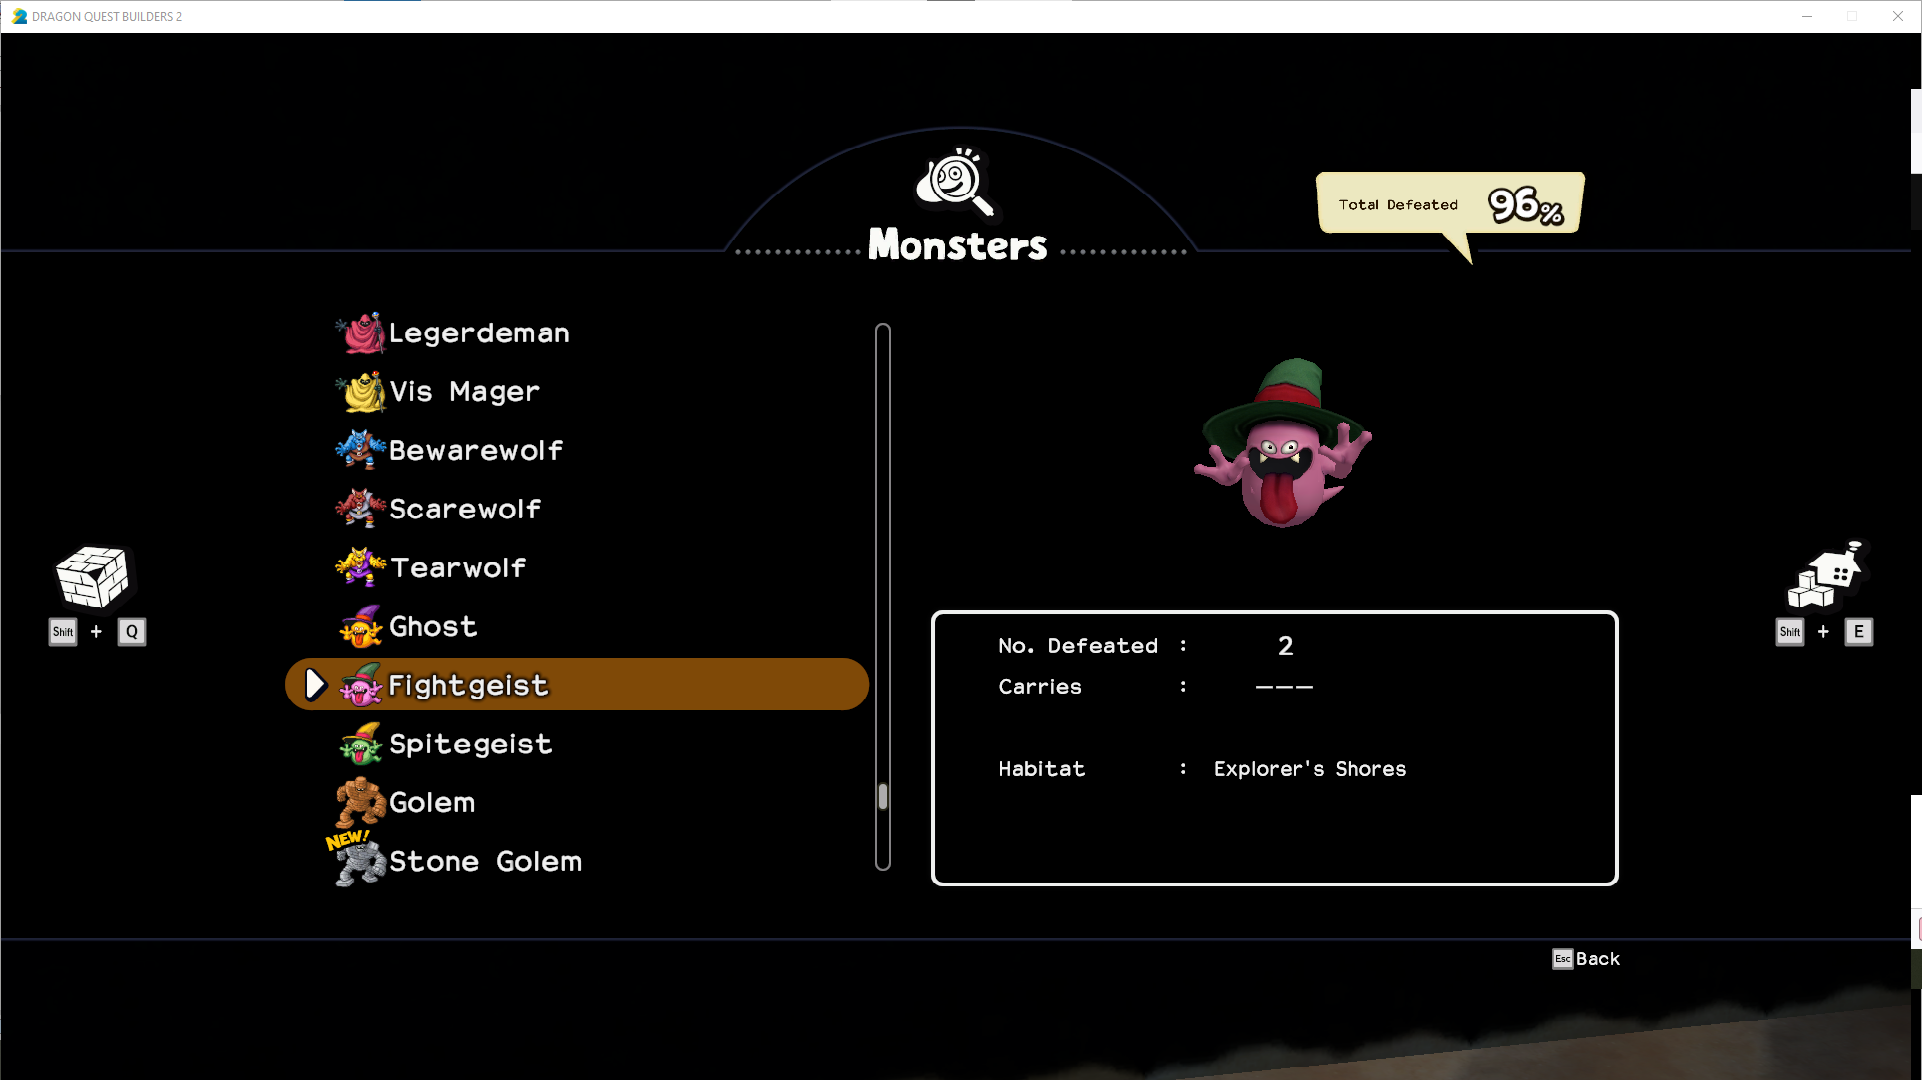 DRAGON QUEST BUILDERS 2
Total Defeated 96%
Monsters
Legerdeman
Vis Mager
Bewarewolf
Scarewolf
Tearwolf
Ghost
Fightgeist
Spitegeist
Golem
NEW!
Stone Golem
Shift + Q
No. Defeated : 2
Carries : ———
Habitat : Explorer's Shores
Shift + E
Esc Back